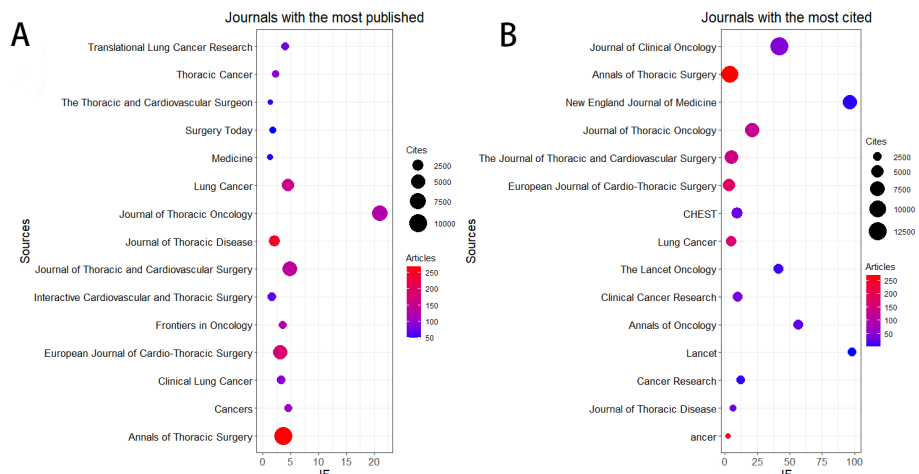 A
Journals with the most published
Translational Lung Cancer Research
Thoracic Cancer
The Thoracic and Cardiovascular Surgeon
Surgery Today
Medicine
Lung Cancer
Journal of Thoracic Oncology
Journal of Thoracic Disease
Journal of Thoracic and Cardiovascular Surgery
Interactive Cardiovascular and Thoracic Surgery
Frontiers in Oncology
European Journal of Cardio-Thoracic Surgery
Clinical Lung Cancer
Cancers
Annals of Thoracic Surgery
Sources
0 5 10 15 20
IF
Cites
2500
5000
7500
10000
Articles
250
200
150
100
50
B
Journals with the most cited
Journal of Clinical Oncology
Annals of Thoracic Surgery
New England Journal of Medicine
Journal of Thoracic Oncology
The Journal of Thoracic and Cardiovascular Surgery
European Journal of Cardio-Thoracic Surgery
CHEST
Lung Cancer
The Lancet Oncology
Clinical Cancer Research
Annals of Oncology
Lancet
Cancer Research
Journal of Thoracic Disease
ancer
Sources
0 25 50 75 100
IF
Cites
2500
5000
7500
10000
12500
Articles
250
200
150
100
50